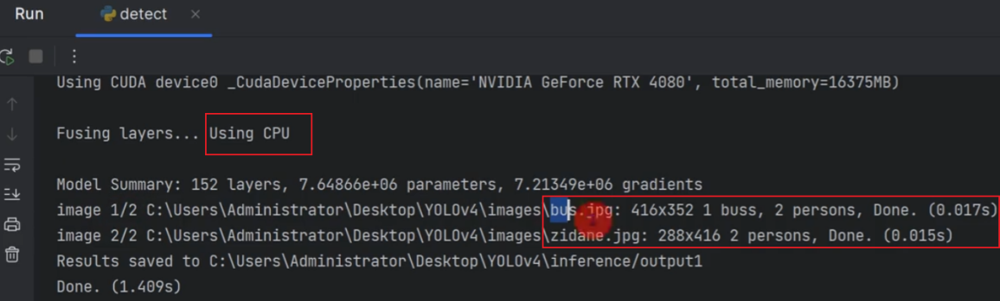 Run detect ×
Using CUDA device0 _CudaDeviceProperties(name='NVIDIA GeForce RTX 4080', total_memory=16375MB)
Fusing layers... Using CPU
Model Summary: 152 layers, 7.64866e+06 parameters, 7.21349e+06 gradients
image 1/2 C:\Users\Administrator\Desktop\YOLOv4\images\bus.jpg: 416x352 1 buss, 2 persons, Done. (0.017s)
image 2/2 C:\Users\Administrator\Desktop\YOLOv4\images\zidane.jpg: 288x416 2 persons, Done. (0.015s)
Results saved to C:\Users\Administrator\Desktop\YOLOv4\inference/output1
Done. (1.409s)